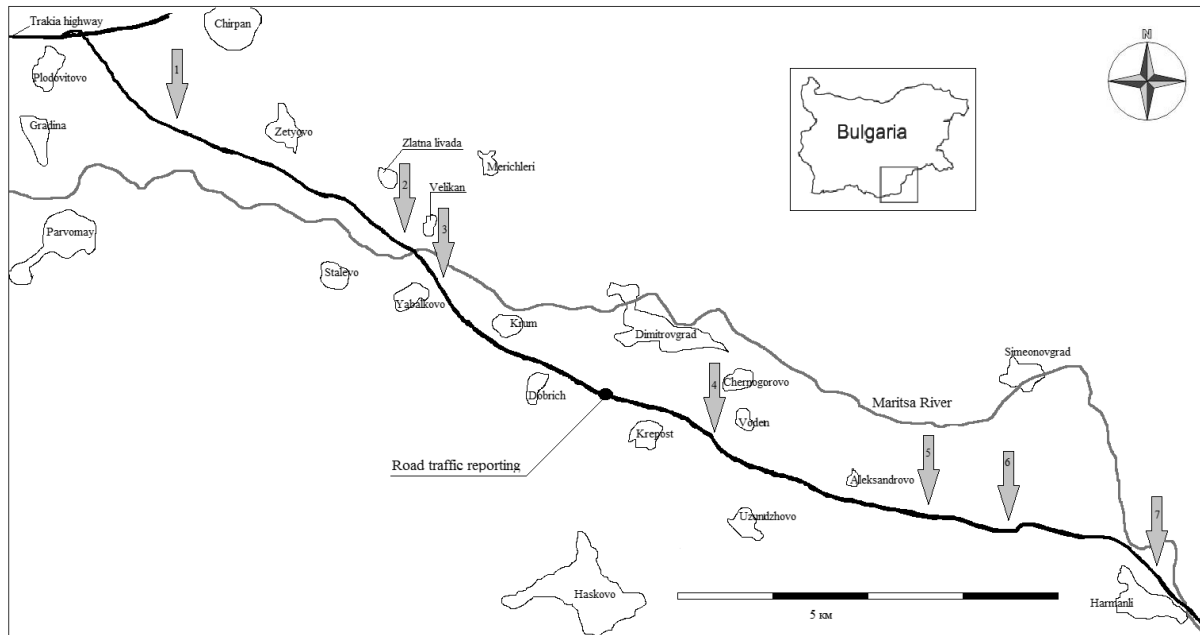 Trakia highway
Chirpan
N
Plodovitovo
1
Gradina
Zetyovo
Bulgaria
Zlatna livada
Merichleri
2
Velikan
3
Parvomay
Stalevo
Yabalkovo
Krum
Dimitrovgrad
Simeonovgrad
4
Chernogorovo
Dobrich
Maritsa River
Voden
Krepost
5
6
Road traffic reporting
Aleksandrovo
7
Uzundzhovo
Haskovo
Harmanli
5 км